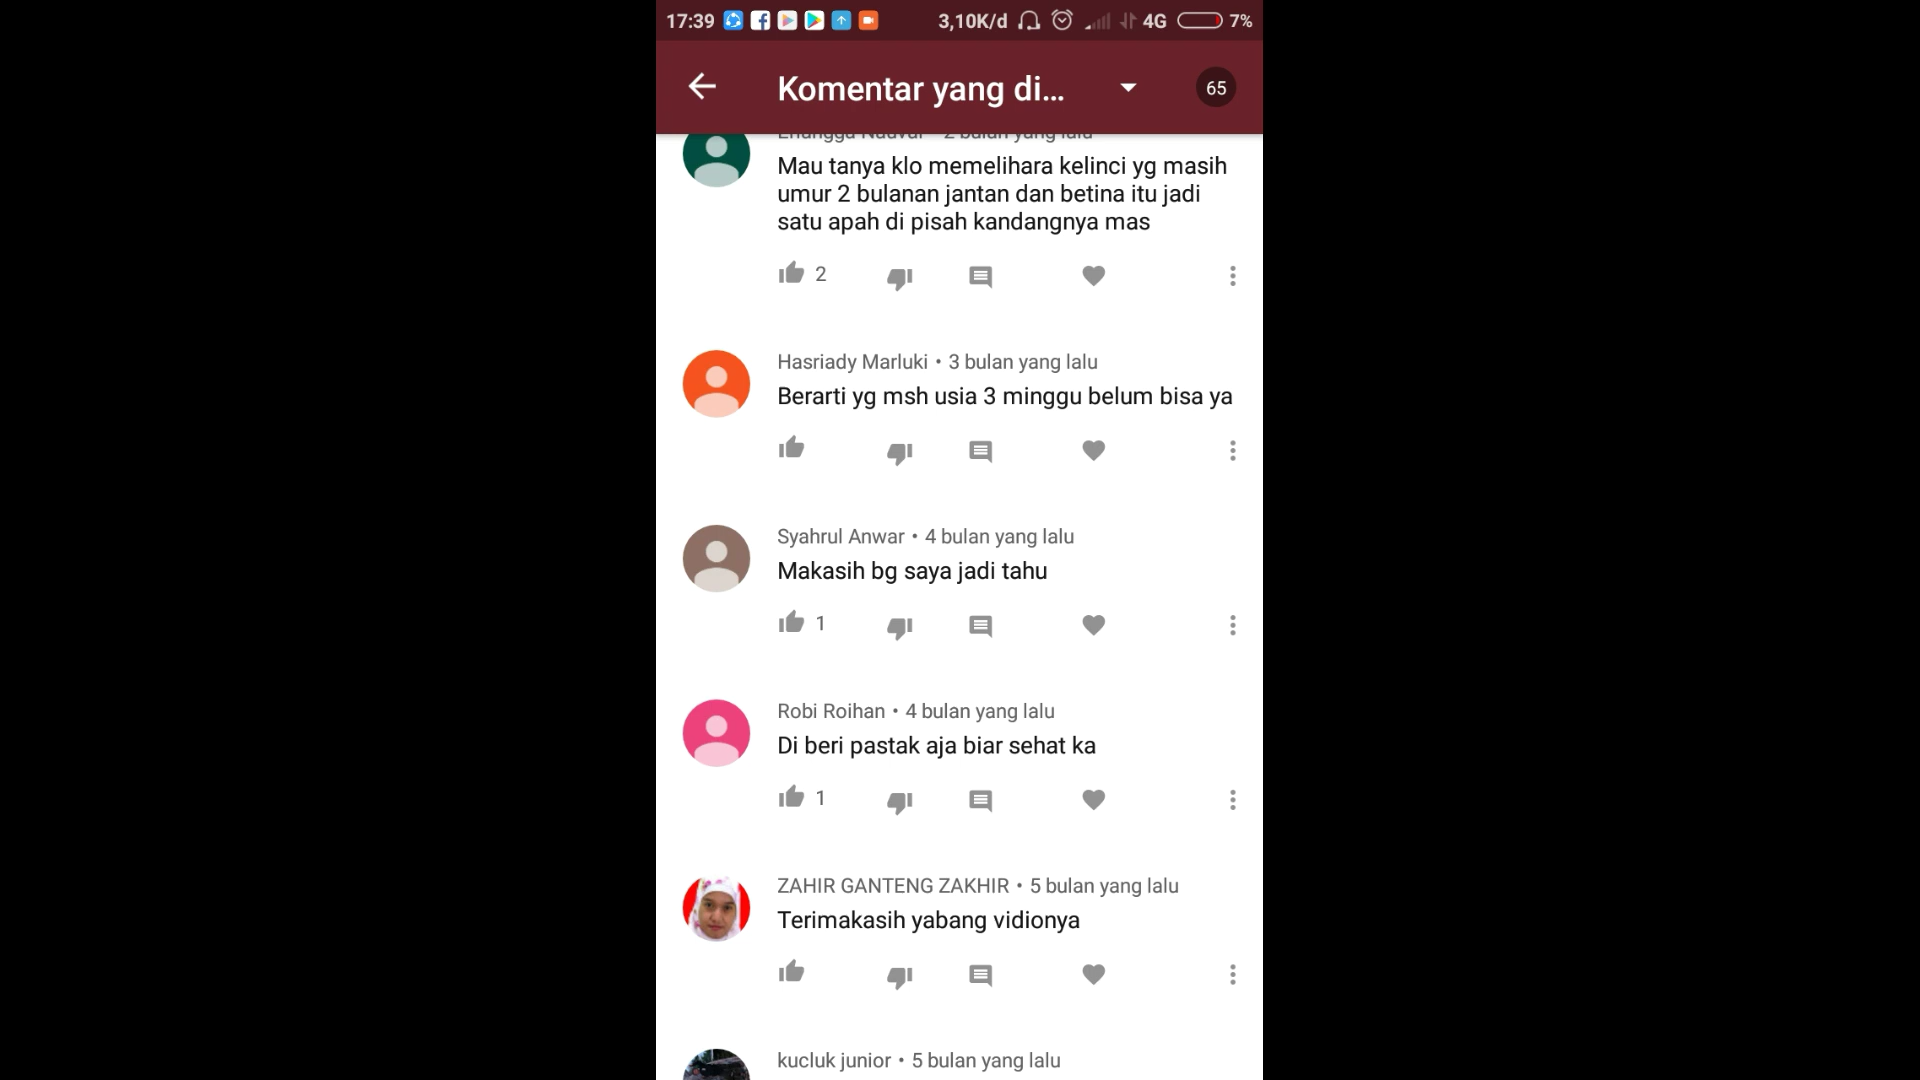 17:39 3,10K/d 4G 7%
Komentar yang di... 65
2 bulan yang lalu
Mau tanya klo memelihara kelinci yg masih
umur 2 bulanan jantan dan betina itu jadi
satu apah di pisah kandangnya mas
2
Hasriady Marluki • 3 bulan yang lalu
Berarti yg msh usia 3 minggu belum bisa ya
Syahrul Anwar • 4 bulan yang lalu
Makasih bg saya jadi tahu
1
Robi Roihan • 4 bulan yang lalu
Di beri pastak aja biar sehat ka
1
ZAHIR GANTENG ZAKHIR • 5 bulan yang lalu
Terimakasih yabang vidionya
kucluk junior • 5 bulan yang lalu